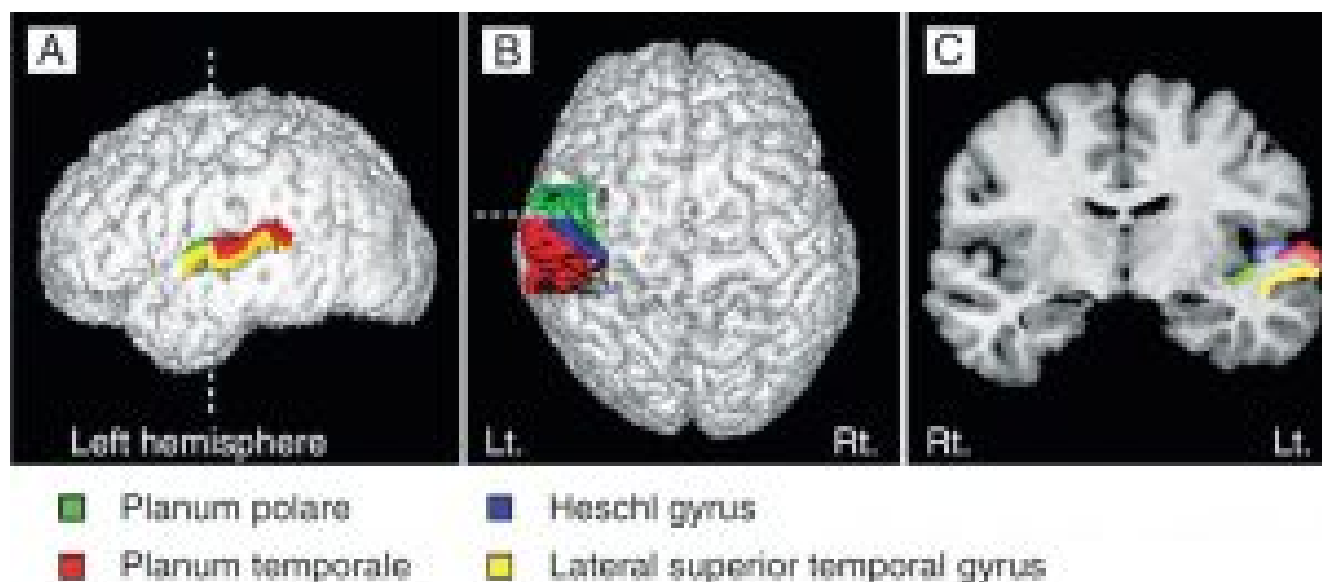 A B C
Left hemisphere Lt. Rt. Rt. Lt.
Planum polare Heschl gyrus
Planum temporale Lateral superior temporal gyrus